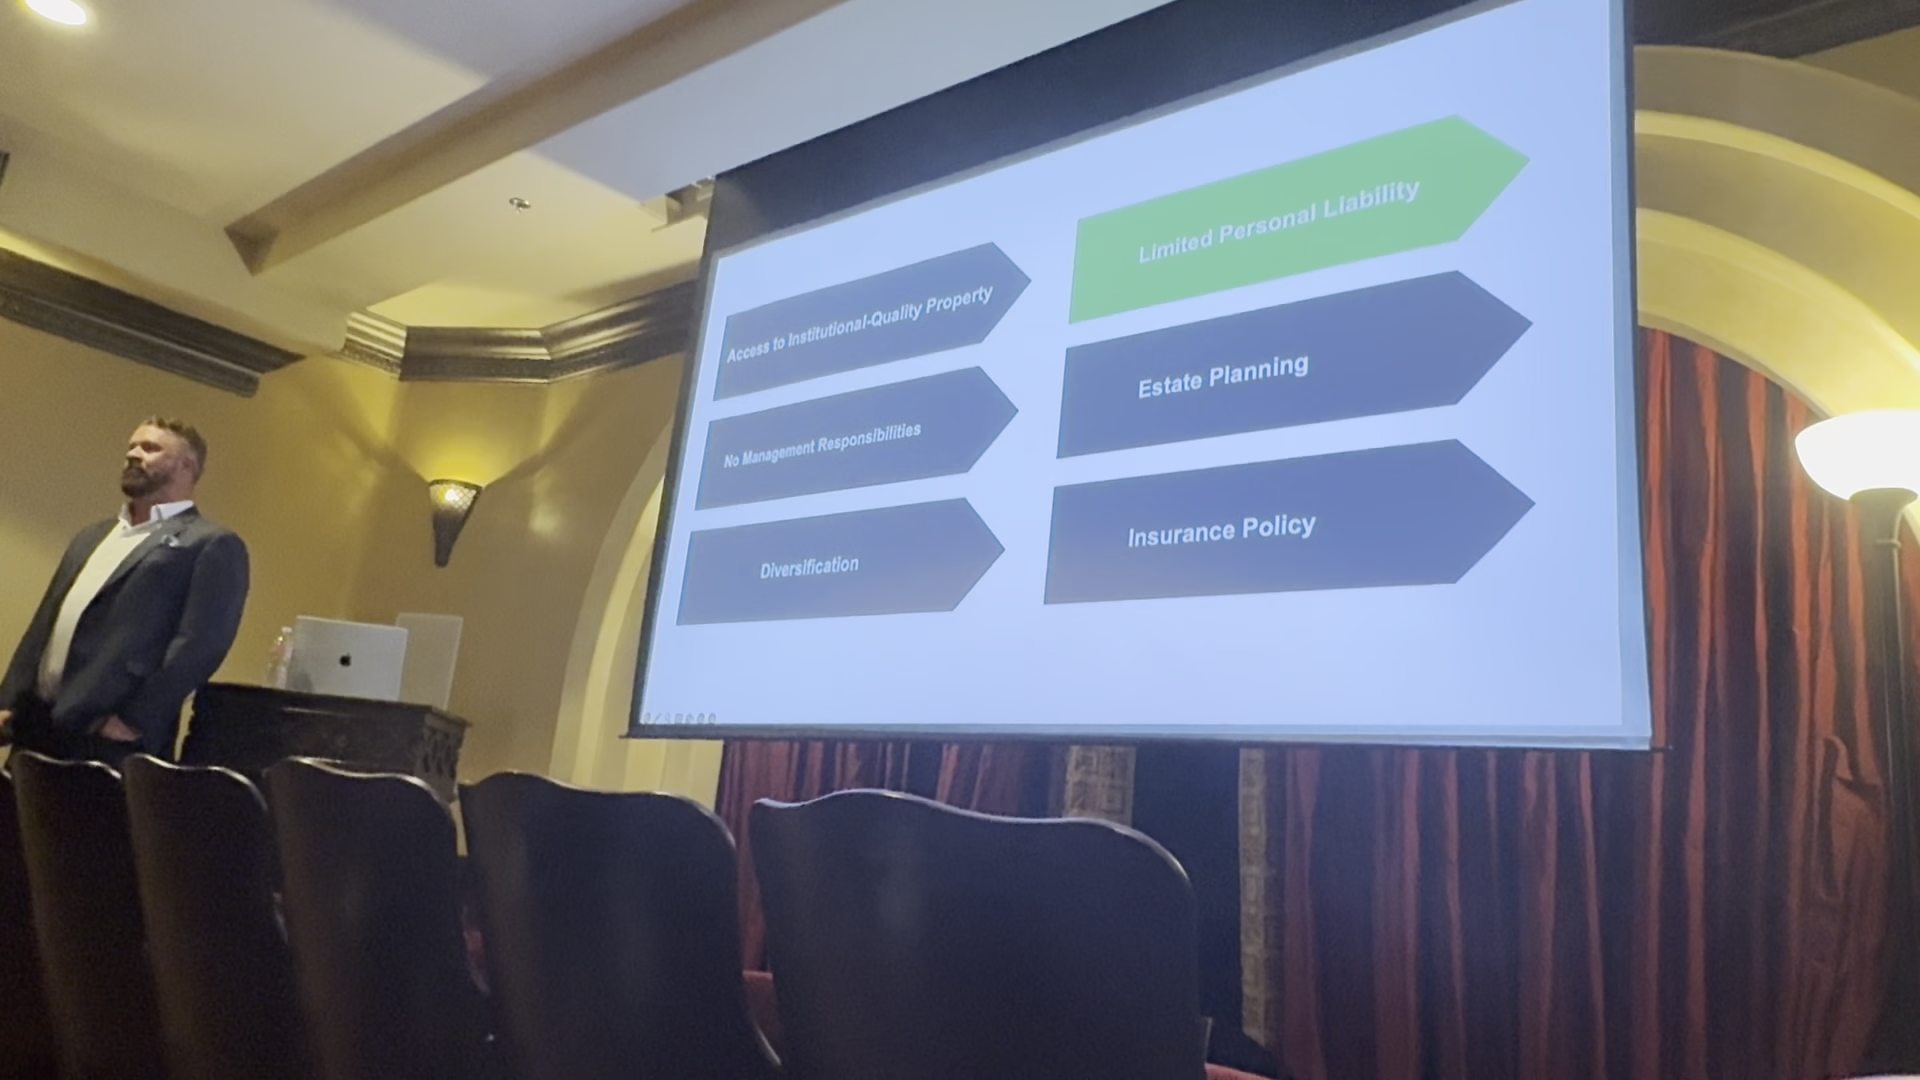 Access to Institutional-Quality Property
No Management Responsibilities
Diversification
Limited Personal Liability
Estate Planning
Insurance Policy